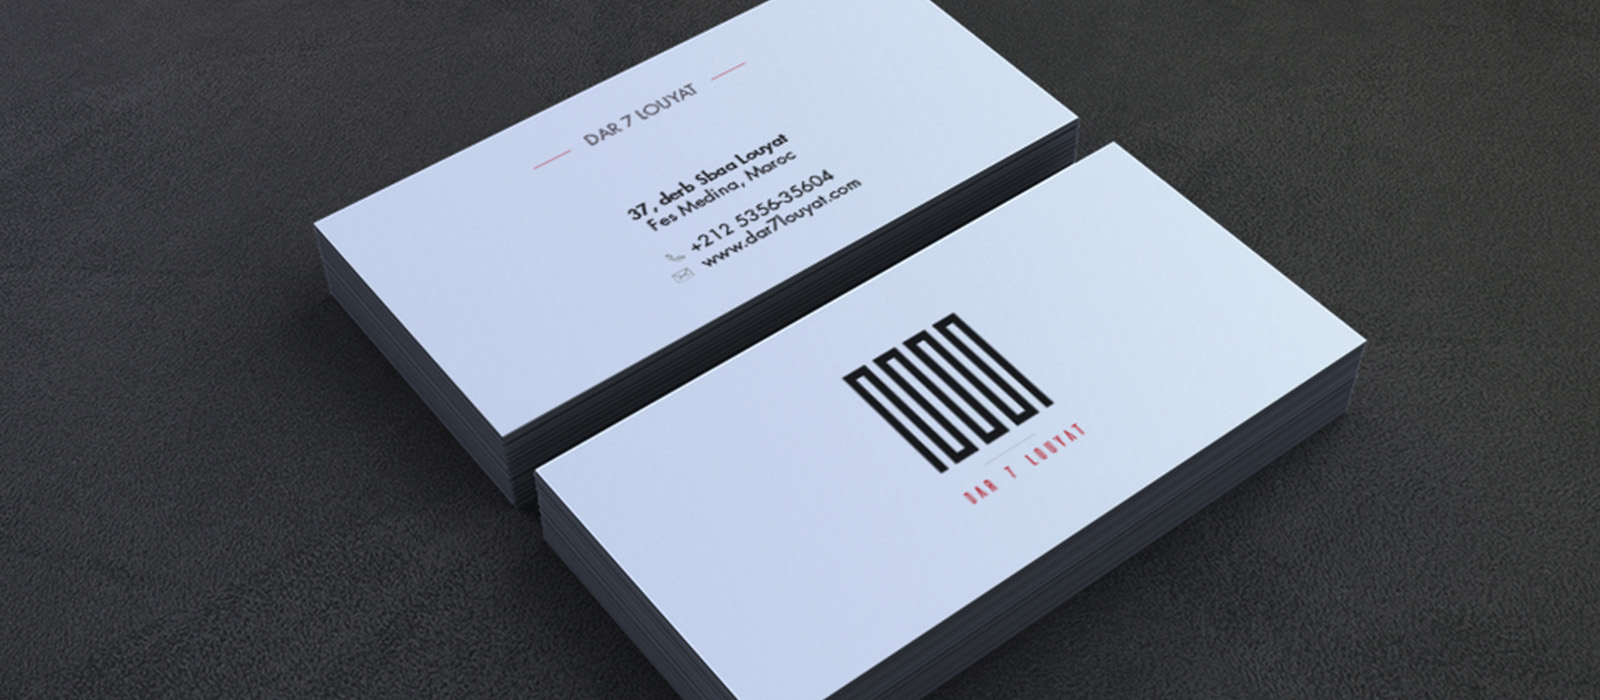 DAR 7 LOUYAT
37, derb Sbaa Louyat
Fes Medina, Maroc
+212 5356-35604
www.dar7louyat.com
DAR 7 LOUYAT